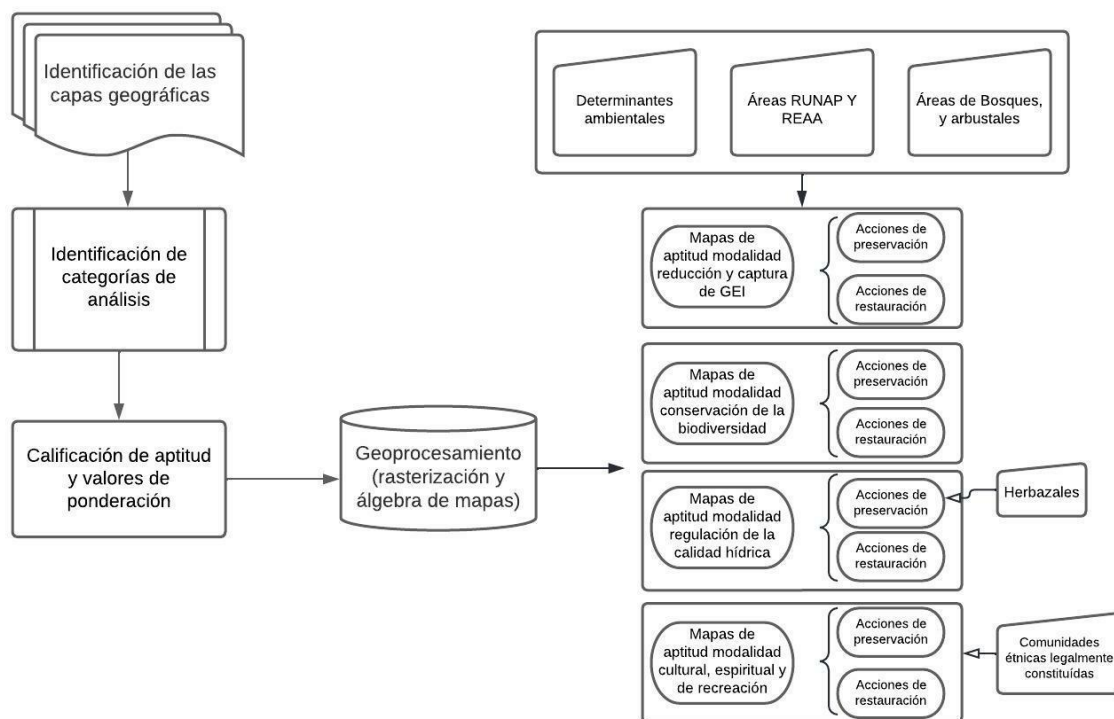 Identificación de las
capas geográficas
Identificación de
categorías de
análisis
Calificación de aptitud
y valores de
ponderación
Geoprocesamiento
(rasterización y
álgebra de mapas)
Determinantes
ambientales
Áreas RUNAP Y
REAA
Áreas de Bosques,
y arbustales
Mapas de
aptitud modalidad
reducción y captura
de GEI
Acciones de
preservación
Acciones de
restauración
Mapas de
aptitud modalidad
conservación de la
biodiversidad
Acciones de
preservación
Acciones de
restauración
Mapas de
aptitud modalidad
regulación de la
calidad hídrica
Acciones de
preservación
Acciones de
restauración
Herbazales
Mapas de
aptitud modalidad
cultural, espiritual y
de recreación
Acciones de
preservación
Acciones de
restauración
Comunidades
étnicas legalmente
constituídas